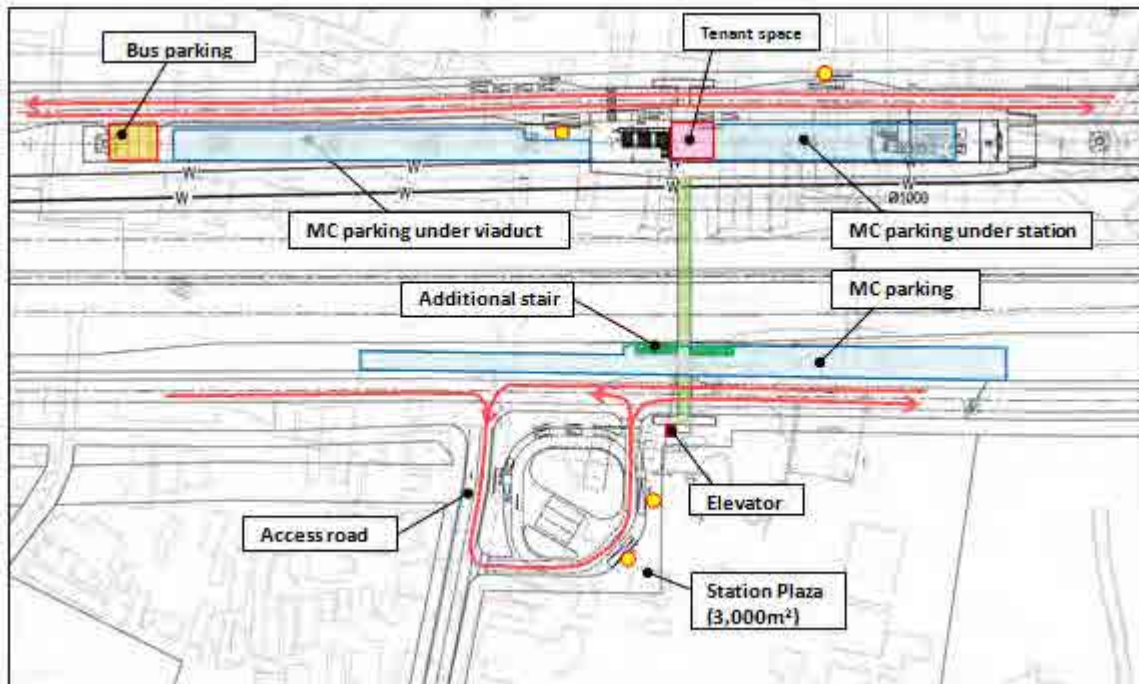 Bus parking
Tenant space
W
W
W
W
W
W
Ø1000
MC parking under viaduct
MC parking under station
Additional stair
MC parking
W
Access road
Elevator
Station Plaza
(3,000m²)